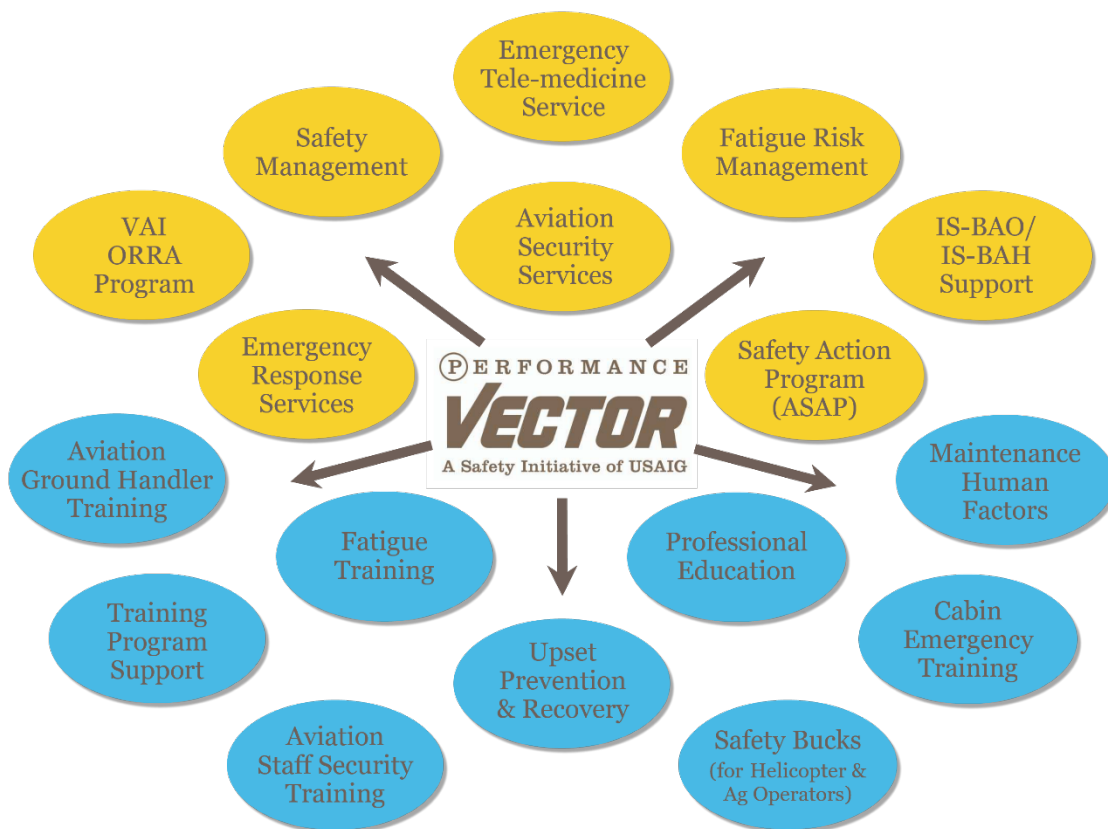 Emergency
Tele-medicine
Service
Safety
Management
Fatigue Risk
Management
VAI
ORRA
Program
Aviation
Security
Services
IS-BAO/
IS-BAH
Support
Emergency
Response
Services
Safety Action
Program
(ASAP)
PERFORMANCE
VECTOR
A Safety Initiative of USAIG
Aviation
Ground Handler
Training
Maintenance
Human
Factors
Fatigue
Training
Professional
Education
Training
Program
Support
Cabin
Emergency
Training
Upset
Prevention
& Recovery
Aviation
Staff Security
Training
Safety Bucks
(for Helicopter &
Ag Operators)